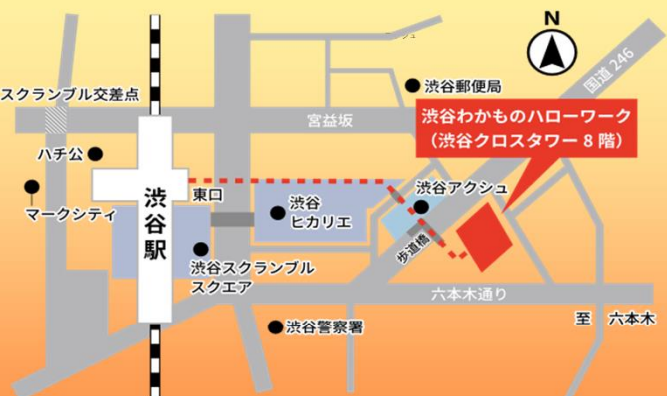 N
国道 246
スクランブル交差点
渋谷郵便局
宮益坂
渋谷わかものハローワーク
（渋谷クロスタワー 8 階）
ハチ公
マークシティ
渋谷駅
東口
渋谷
ヒカリエ
渋谷アクシュ
歩道橋
渋谷スクランブル
スクエア
六本木通り
渋谷警察署
至 六本木